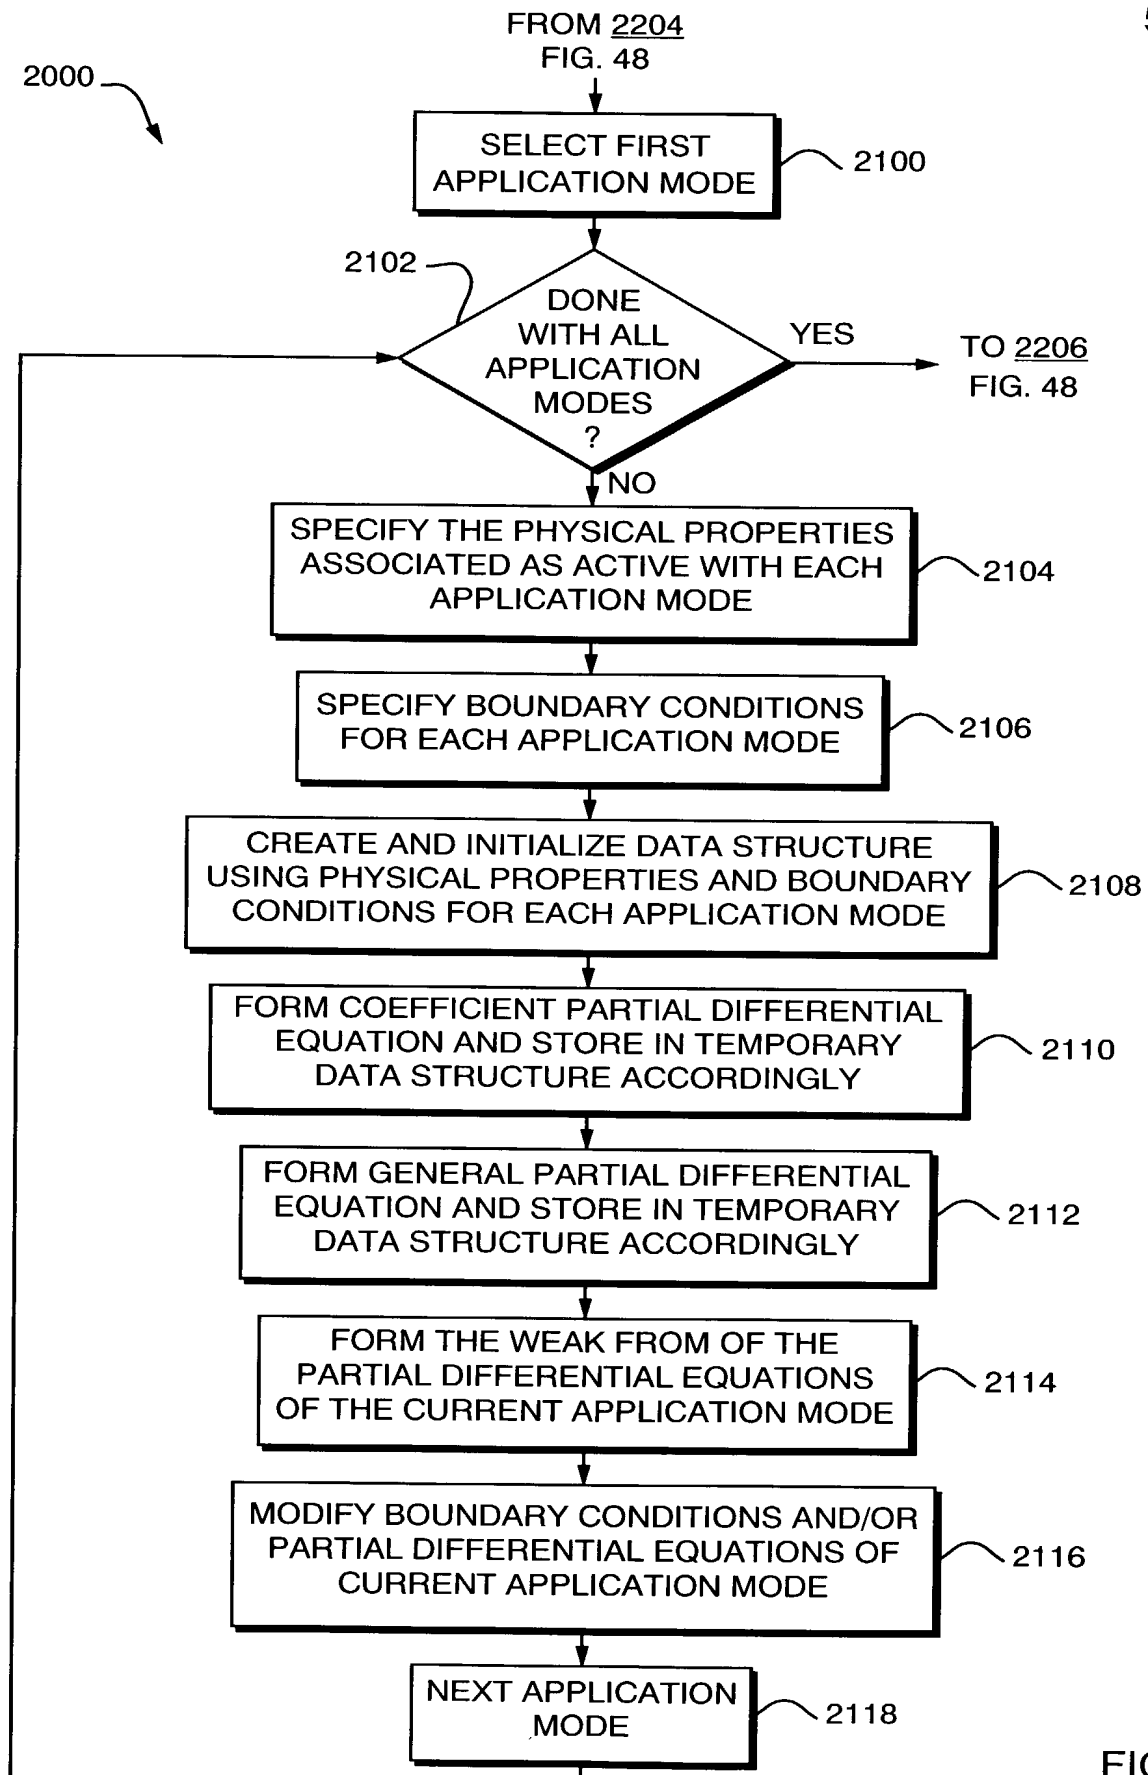 FROM 2204
FIG. 48
2000
SELECT FIRST
APPLICATION MODE
2100
2102
DONE
WITH ALL
APPLICATION
MODES
?
YES
TO 2206
FIG. 48
NO
SPECIFY THE PHYSICAL PROPERTIES
ASSOCIATED AS ACTIVE WITH EACH
APPLICATION MODE
2104
SPECIFY BOUNDARY CONDITIONS
FOR EACH APPLICATION MODE
2106
CREATE AND INITIALIZE DATA STRUCTURE
USING PHYSICAL PROPERTIES AND BOUNDARY
CONDITIONS FOR EACH APPLICATION MODE
2108
FORM COEFFICIENT PARTIAL DIFFERENTIAL
EQUATION AND STORE IN TEMPORARY
DATA STRUCTURE ACCORDINGLY
2110
FORM GENERAL PARTIAL DIFFERENTIAL
EQUATION AND STORE IN TEMPORARY
DATA STRUCTURE ACCORDINGLY
2112
FORM THE WEAK FROM OF THE
PARTIAL DIFFERENTIAL EQUATIONS
OF THE CURRENT APPLICATION MODE
2114
MODIFY BOUNDARY CONDITIONS AND/OR
PARTIAL DIFFERENTIAL EQUATIONS OF
CURRENT APPLICATION MODE
2116
NEXT APPLICATION
MODE
2118
FIG